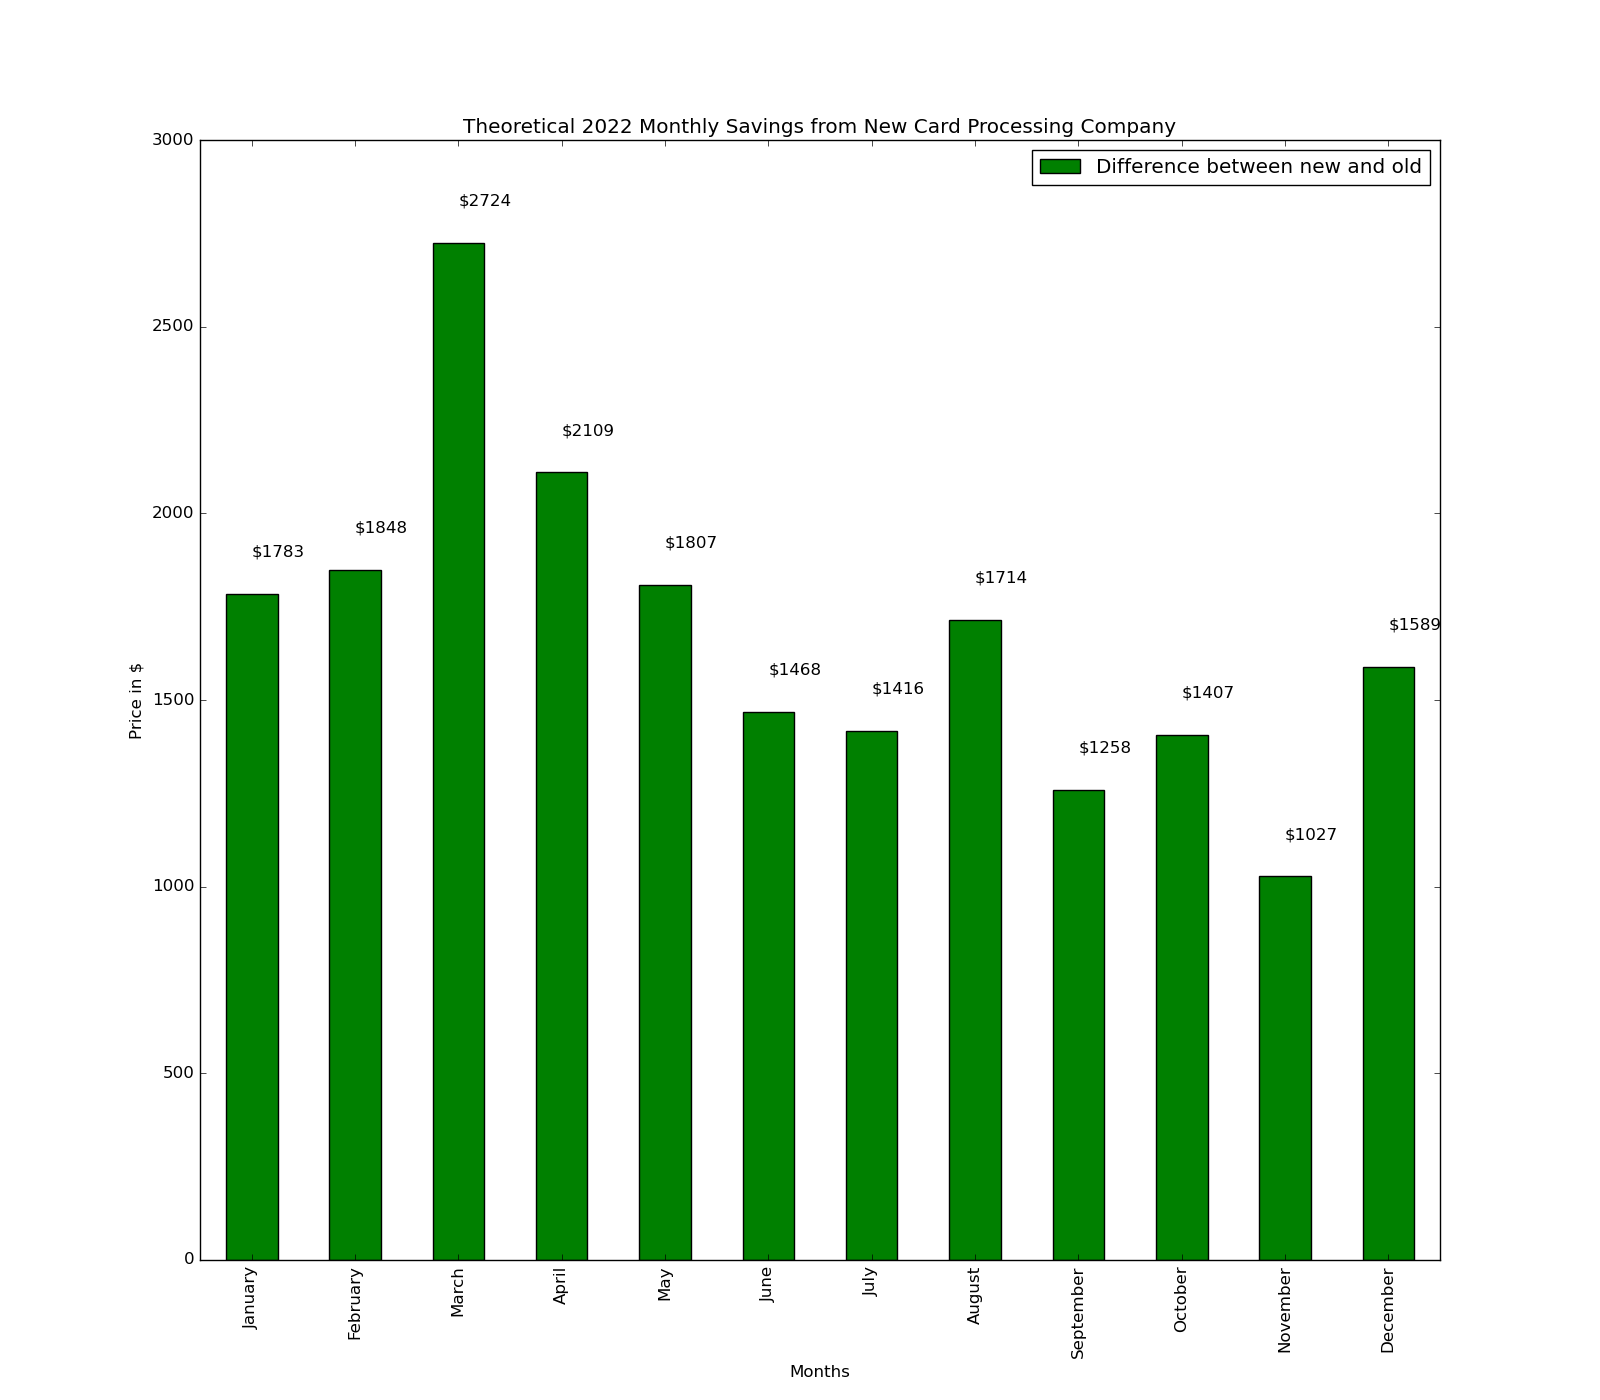 Theoretical 2022 Monthly Savings from New Card Processing Company
Difference between new and old
3000
2500
2000
1500
1000
500
0
Price in $
$1783
$1848
$2724
$2109
$1807
$1468
$1416
$1714
$1258
$1407
$1027
$1589
January
February
March
April
May
June
July
August
September
October
November
December
Months